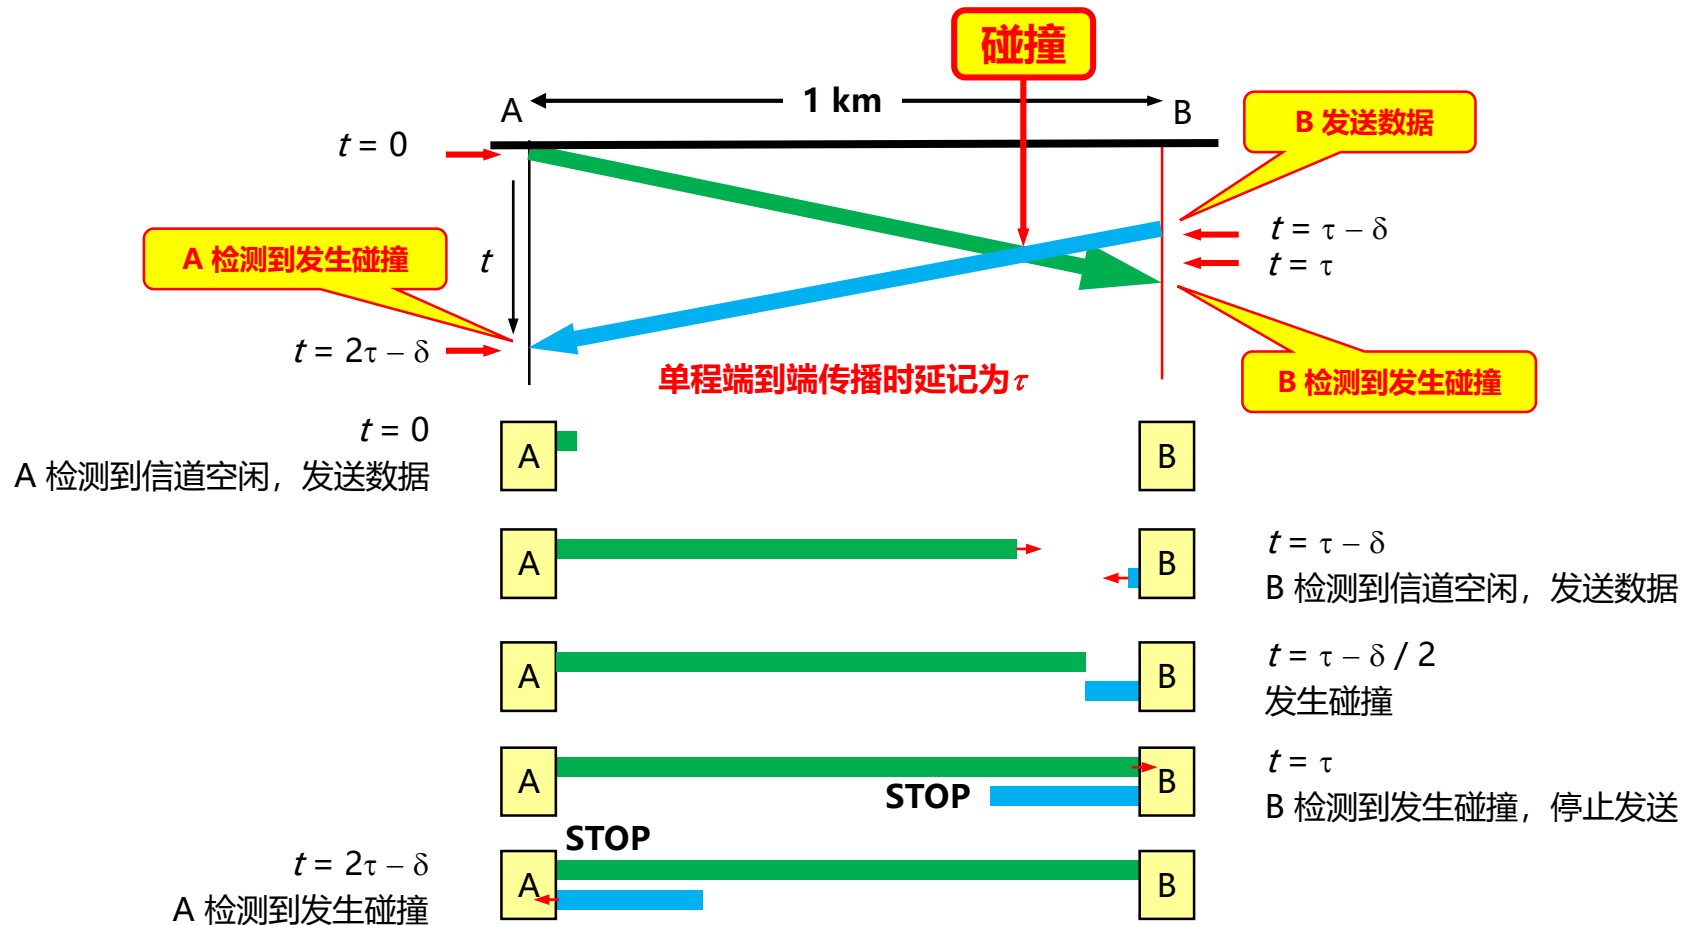 碰撞
A
1 km
B
B 发送数据
t = 0
t = τ − δ
t = τ
A 检测到发生碰撞
t
t = 2τ − δ
单程端到端传播时延记为τ
B 检测到发生碰撞
t = 0
A 检测到信道空闲，发送数据
A
B
A
B
t = τ − δ
B 检测到信道空闲，发送数据
A
B
t = τ − δ / 2
发生碰撞
A
STOP
B
t = τ
B 检测到发生碰撞，停止发送
STOP
t = 2τ − δ
A 检测到发生碰撞
A
B